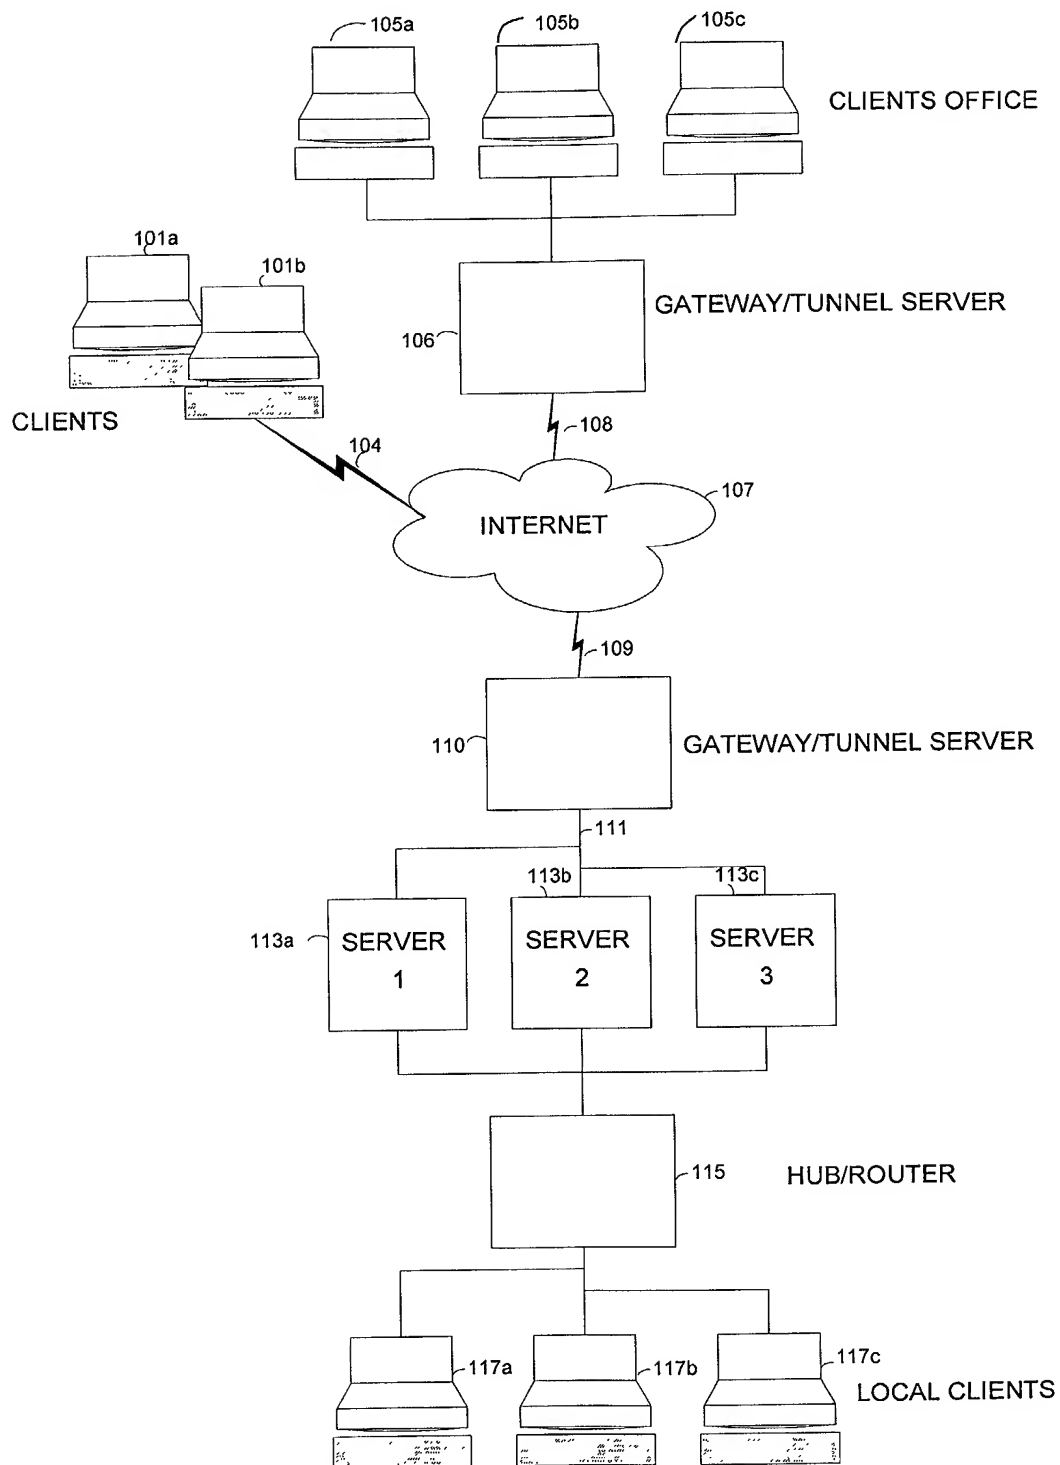 105a
105b
105c
CLIENTS OFFICE
101a
101b
GATEWAY/TUNNEL SERVER
106
CLIENTS
104
108
107
INTERNET
109
110
GATEWAY/TUNNEL SERVER
111
113b
113c
113a
SERVER
1
SERVER
2
SERVER
3
115
HUB/ROUTER
117a
117b
117c
LOCAL CLIENTS